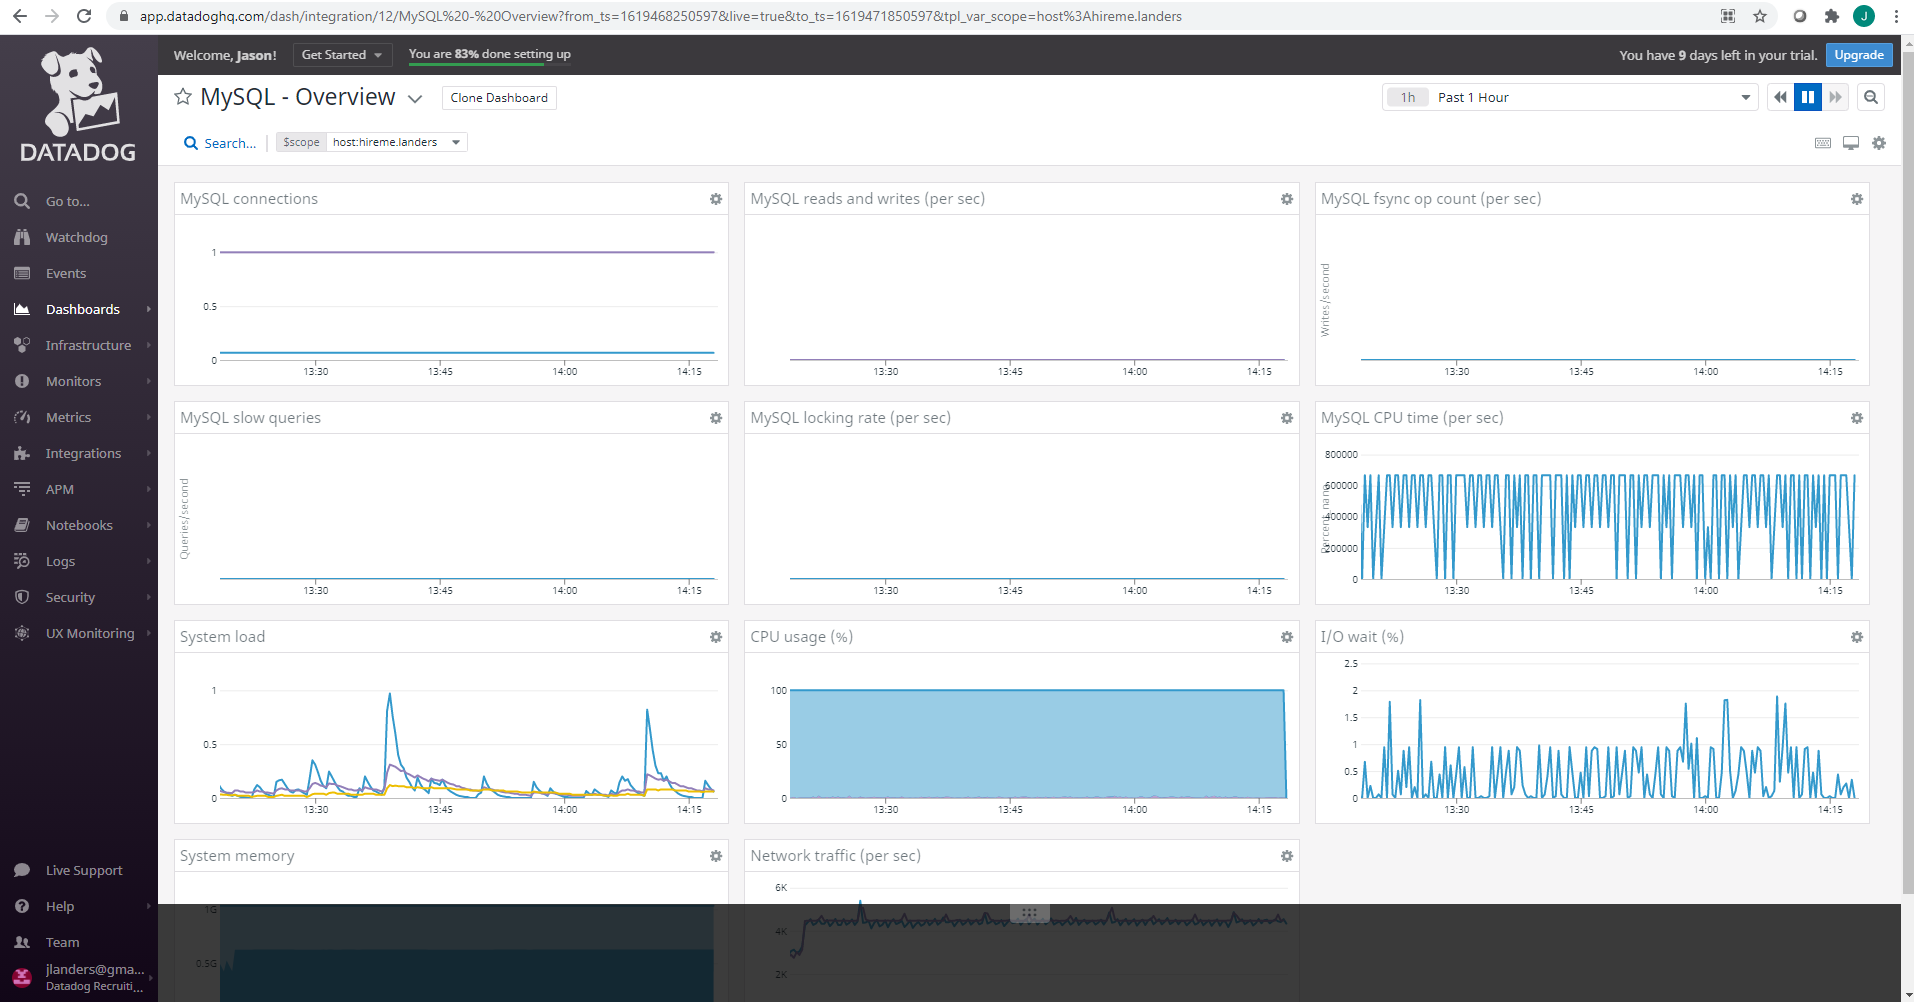 app.datadoghq.com/dash/integration/12/MySQL%20-%20Overview?from_ts=1619468250597&live=true&to_ts=1619471850597&tpl_var_scope=host%3Ahireme.landers
J
DATADOG
Go to...
Watchdog
Events
Dashboards
Infrastructure
Monitors
Metrics
Integrations
APM
Notebooks
Logs
Security
UX Monitoring
Live Support
Help
Team
jlanders@gma...
Datadog Recruiti...
Welcome, Jason!
Get Started
You are 83% done setting up
You have 9 days left in your trial.
Upgrade
MySQL - Overview
Clone Dashboard
1h Past 1 Hour
Search...
$scope host:hireme.landers
MySQL connections
1
0.5
0
13:30 13:45 14:00 14:15
MySQL reads and writes (per sec)
13:30 13:45 14:00 14:15
MySQL fsync op count (per sec)
Writes/second
13:30 13:45 14:00 14:15
MySQL slow queries
Queries/second
13:30 13:45 14:00 14:15
MySQL locking rate (per sec)
13:30 13:45 14:00 14:15
MySQL CPU time (per sec)
Percent nano
800000
600000
400000
200000
0
13:30 13:45 14:00 14:15
System load
1
0.5
0
13:30 13:45 14:00 14:15
CPU usage (%)
100
50
0
13:30 13:45 14:00 14:15
I/O wait (%)
2.5
2
1.5
1
0.5
0
13:30 13:45 14:00 14:15
System memory
1G
0.5G
Network traffic (per sec)
6K
4K
2K